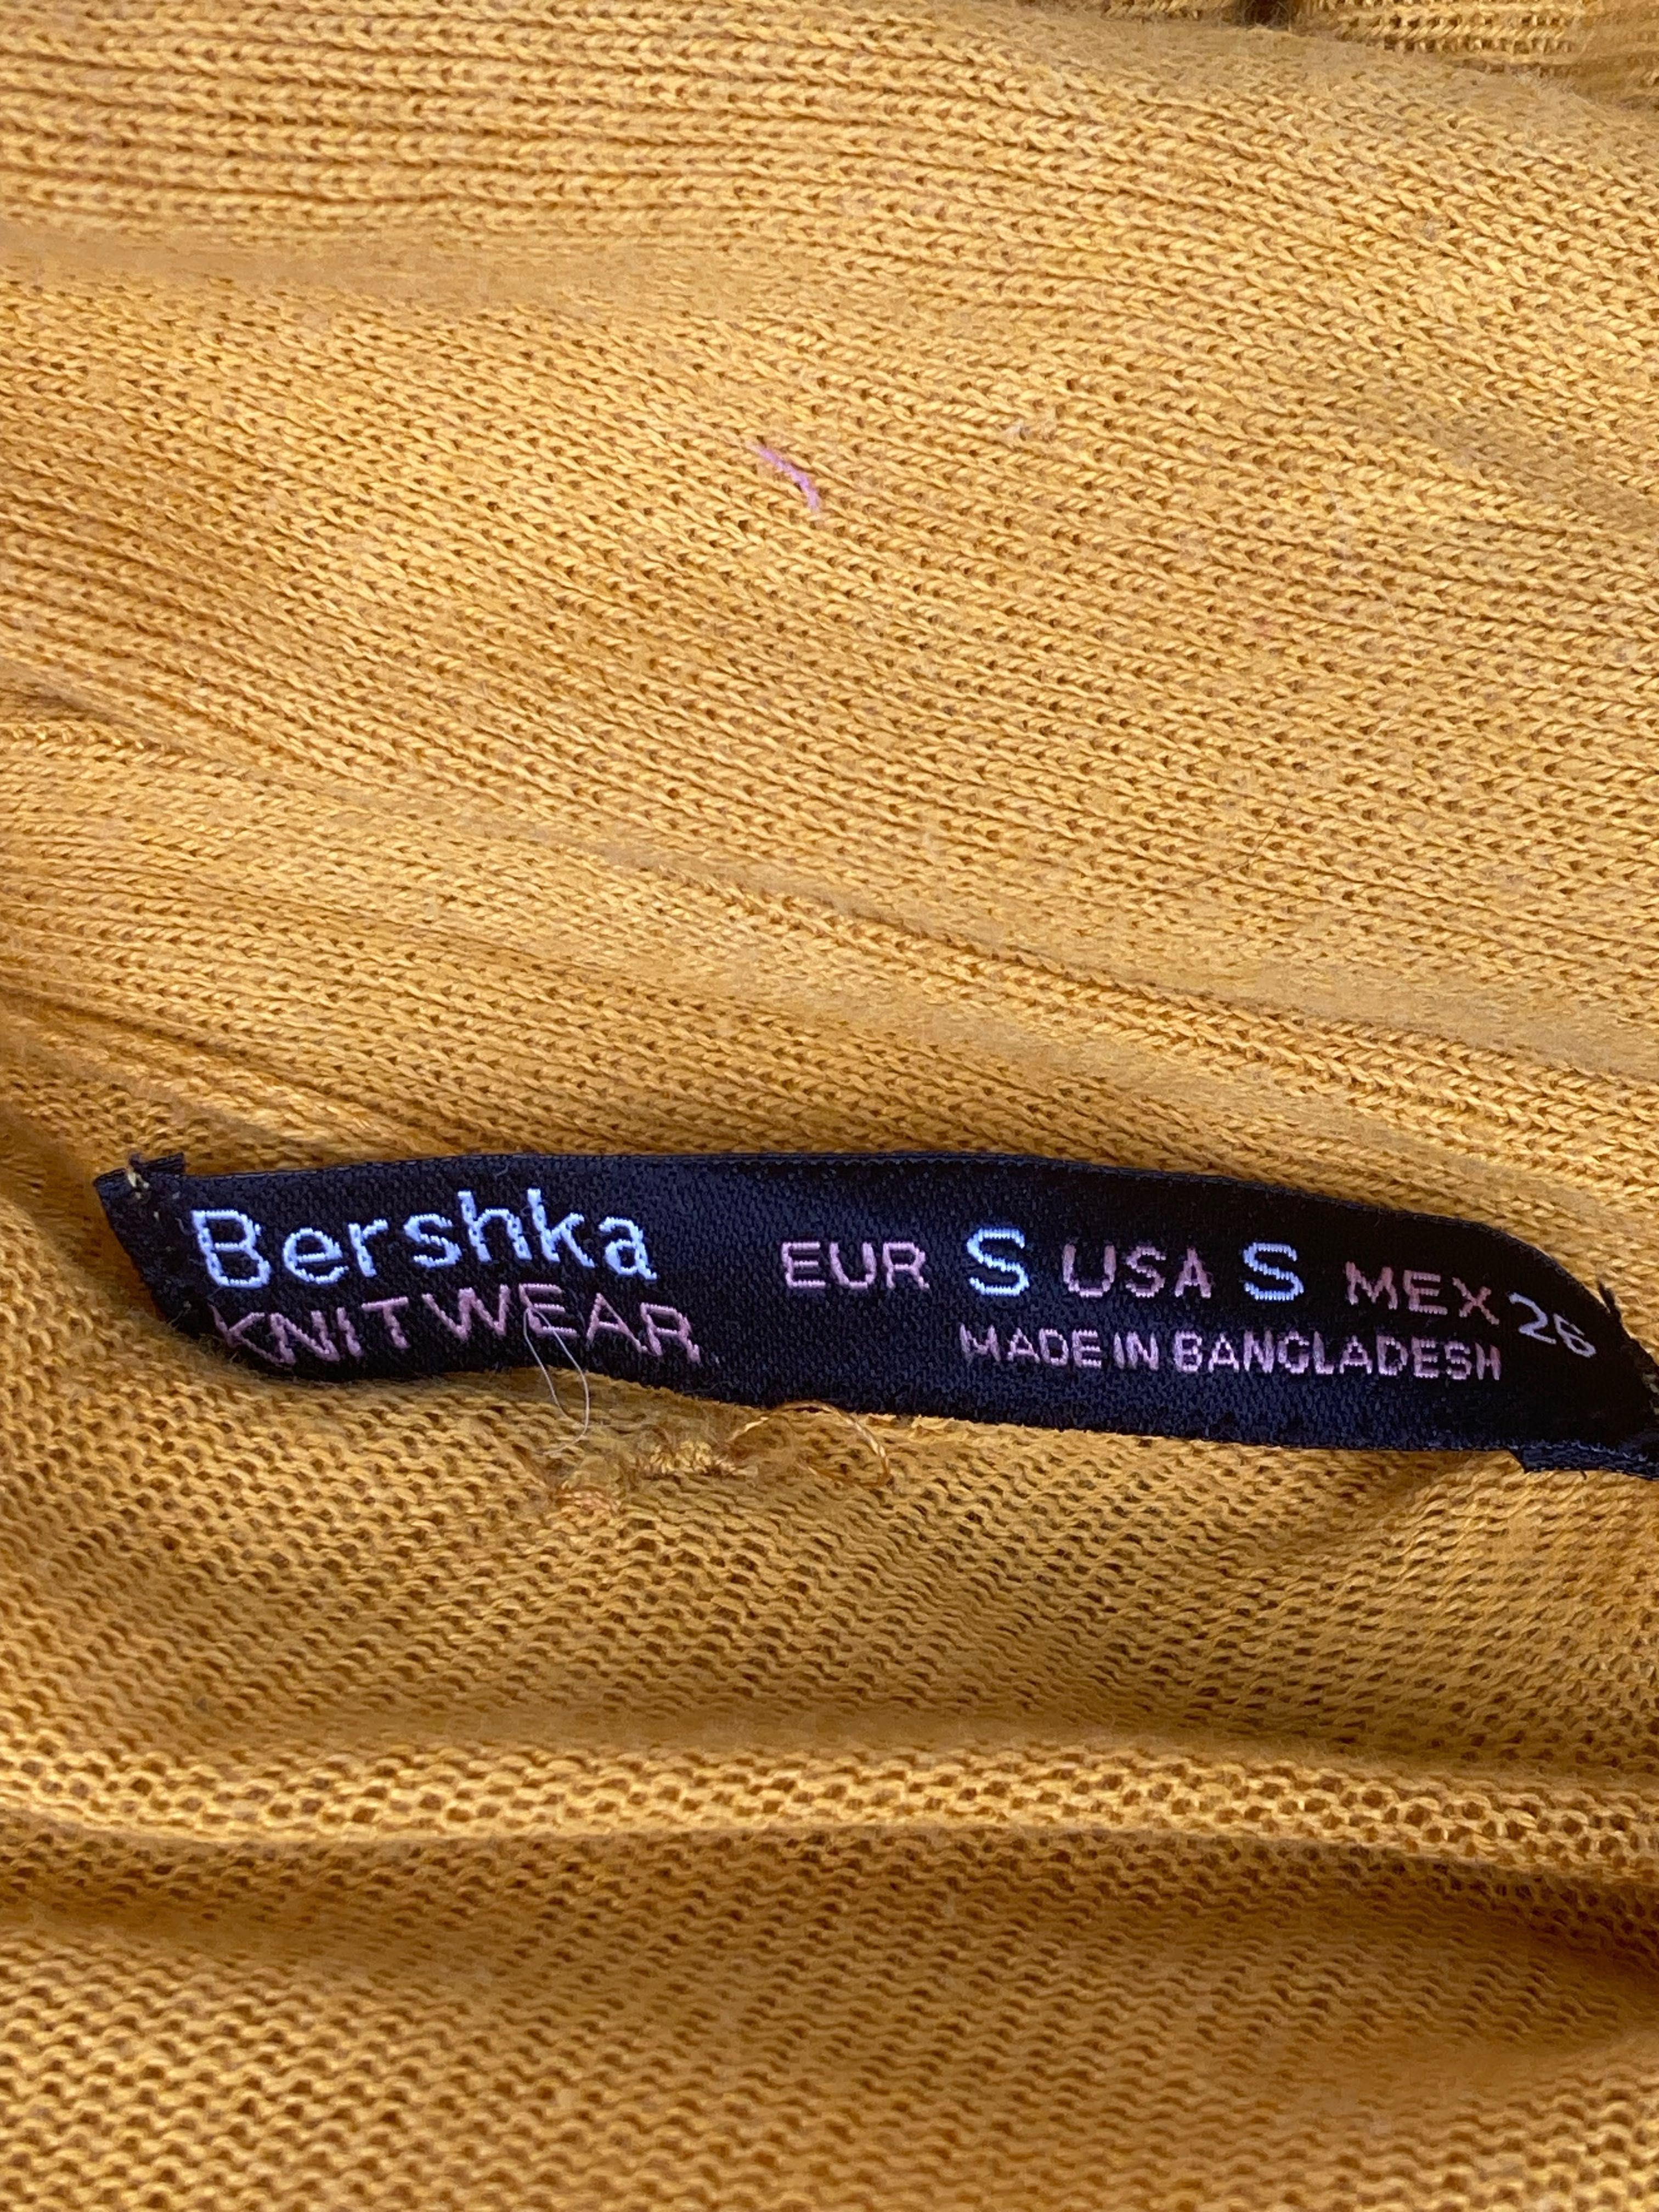 Bershka EUR S USA S MEX 26
KNITWEAR MADE IN BANGLADESH